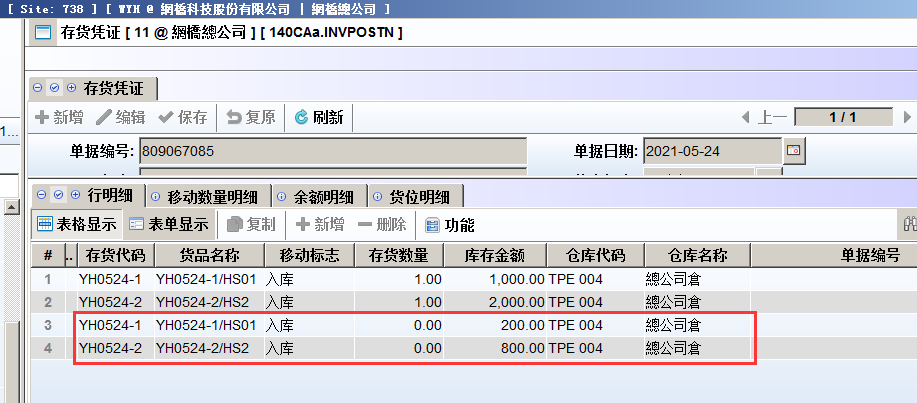 [ Site: 738 ] [ WYH @ 網橋科技股份有限公司 | 網橋總公司 ]
存货凭证 [ 11 @ 網橋總公司 ] [ 140CAa.INVPOSTN ]
存货凭证
新增 编辑 保存 复原 刷新 上一 1 / 1
1...
单据编号: 809067085 单据日期: 2021-05-24
行明细 移动数量明细 余额明细 货位明细
表格显示 表单显示 复制 新增 删除 功能
# .. 存货代码 货品名称 移动标志 存货数量 库存金额 仓库代码 仓库名称 单据编号
1 YH0524-1 YH0524-1/HS01 入库 1.00 1,000.00 TPE 004 總公司倉
2 YH0524-2 YH0524-2/HS2 入库 1.00 2,000.00 TPE 004 總公司倉
3 YH0524-1 YH0524-1/HS01 入库 0.00 200.00 TPE 004 總公司倉
4 YH0524-2 YH0524-2/HS2 入库 0.00 800.00 TPE 004 總公司倉